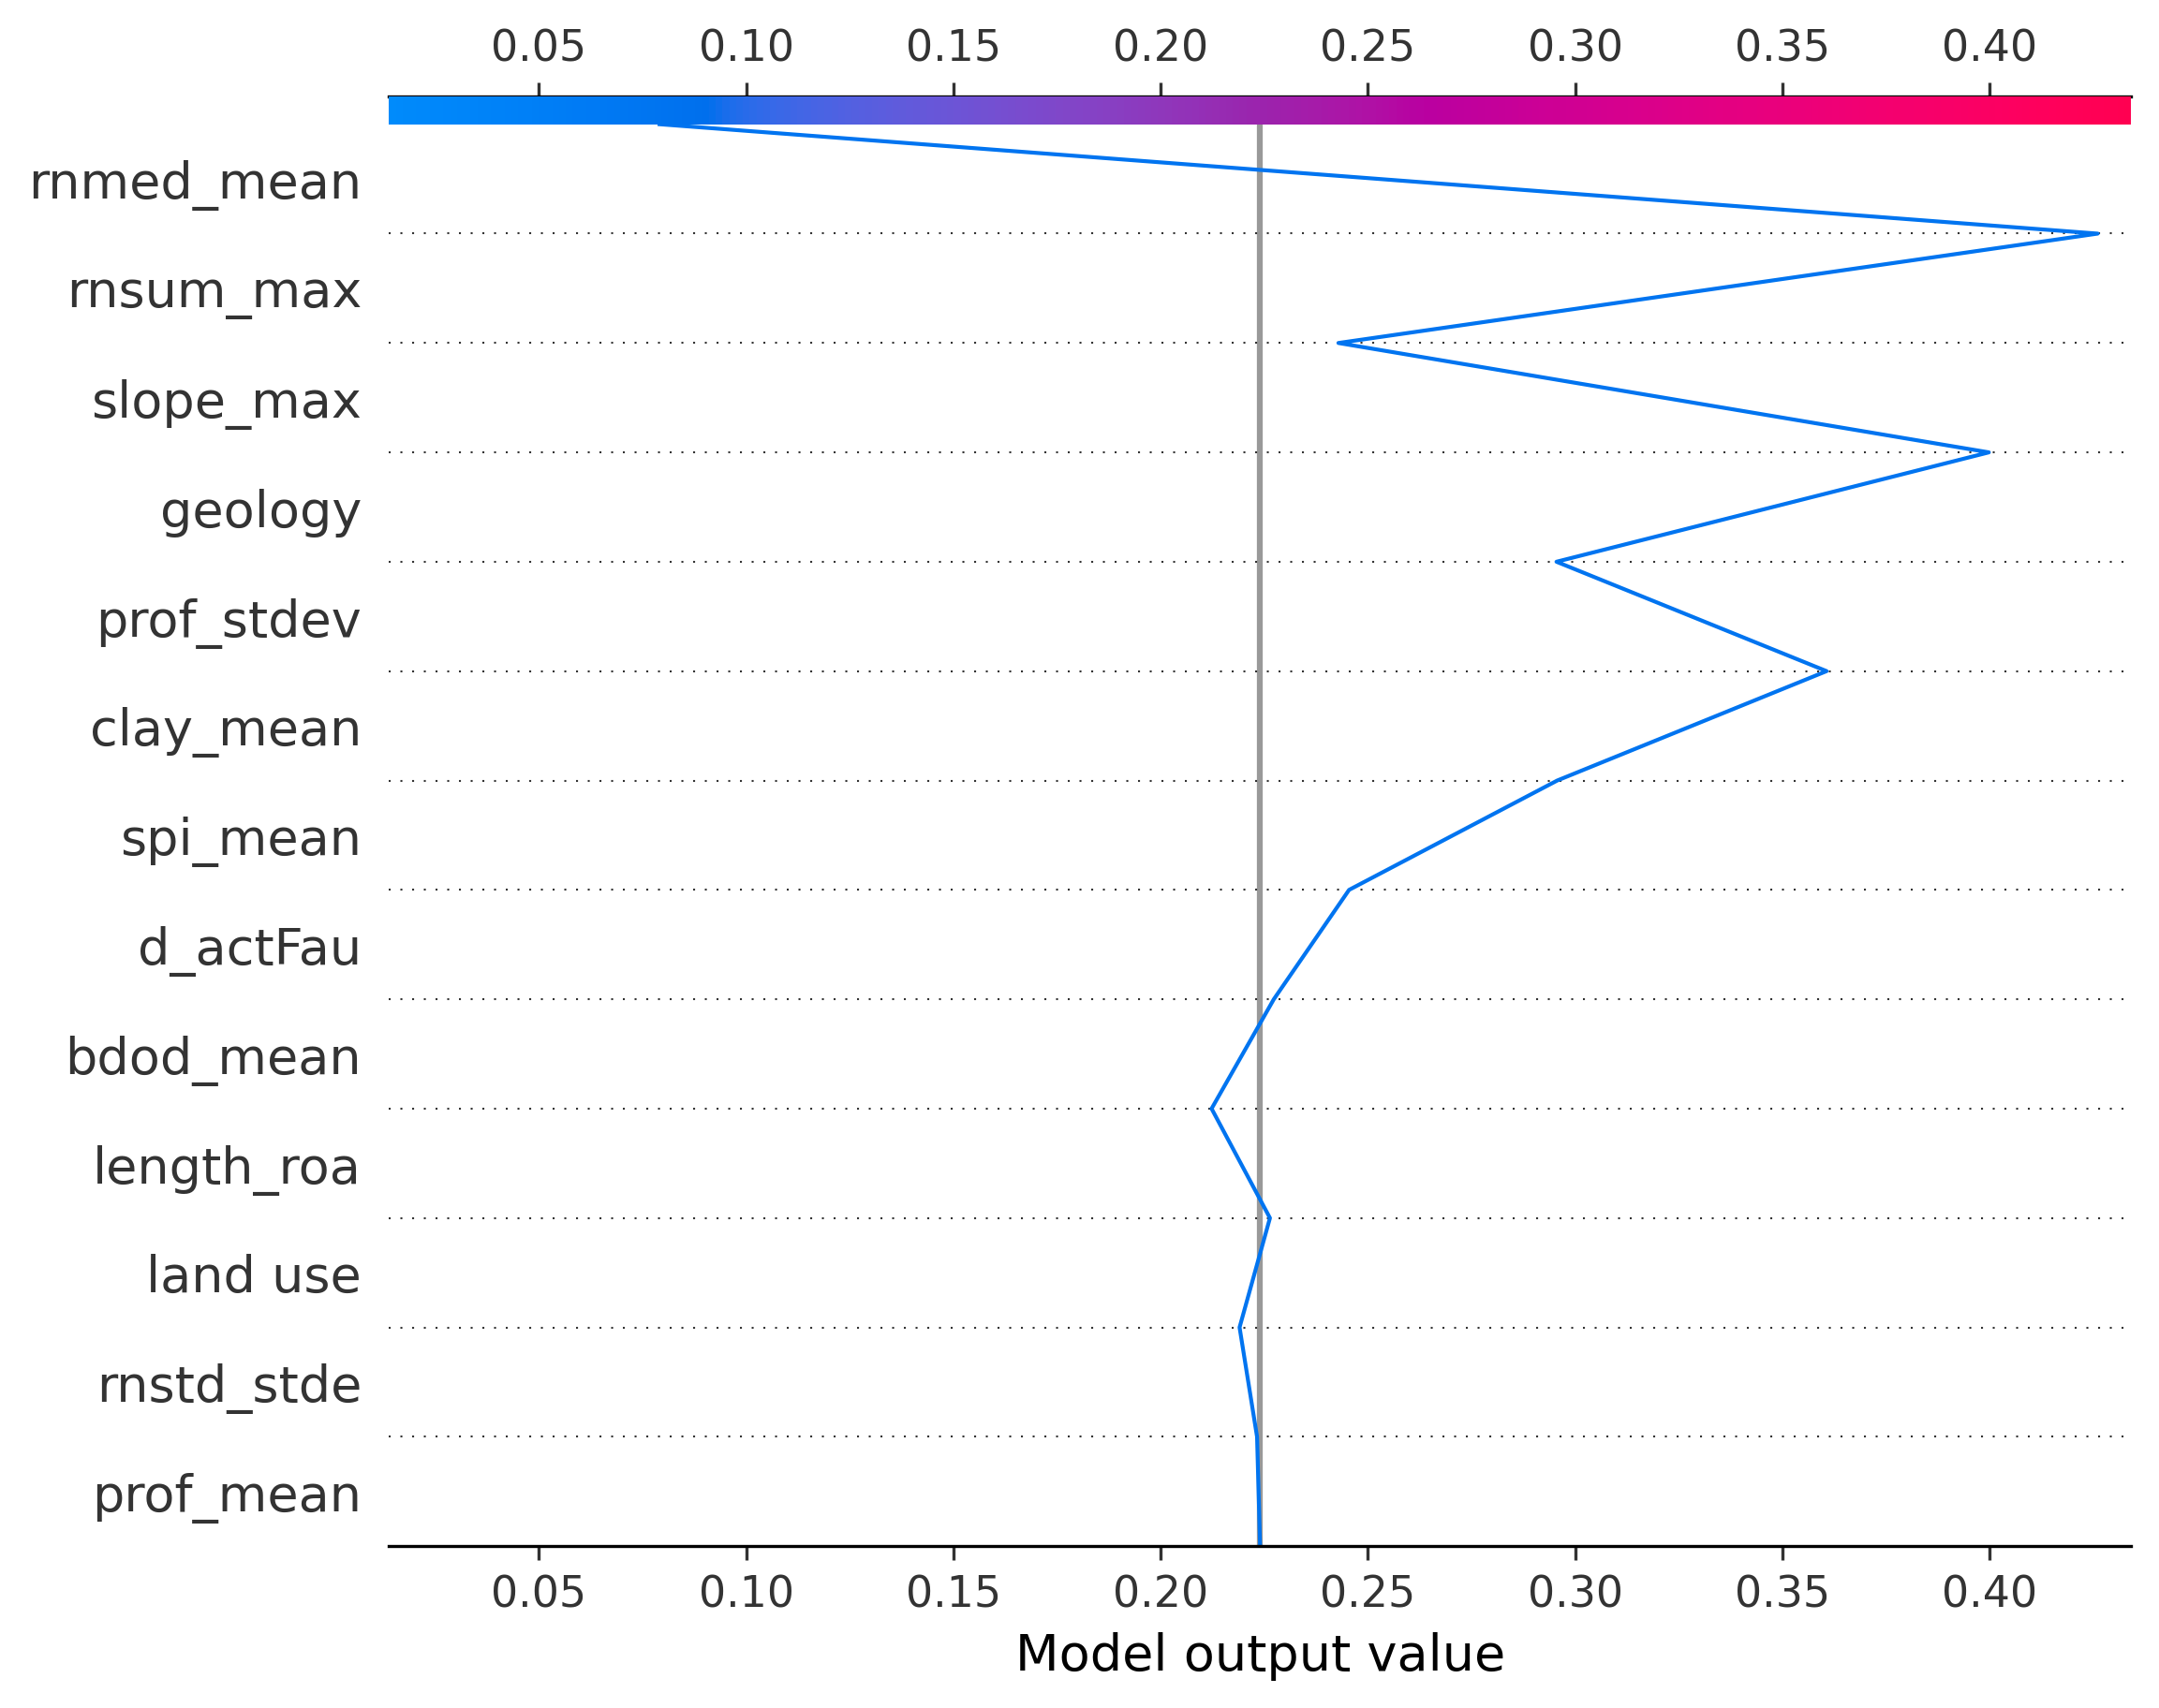 0.05 0.10 0.15 0.20 0.25 0.30 0.35 0.40
rnmed_mean
rnsum_max
slope_max
geology
prof_stdev
clay_mean
spi_mean
d_actFau
bdod_mean
length_roa
land use
rnstd_stde
prof_mean
0.05 0.10 0.15 0.20 0.25 0.30 0.35 0.40
Model output value